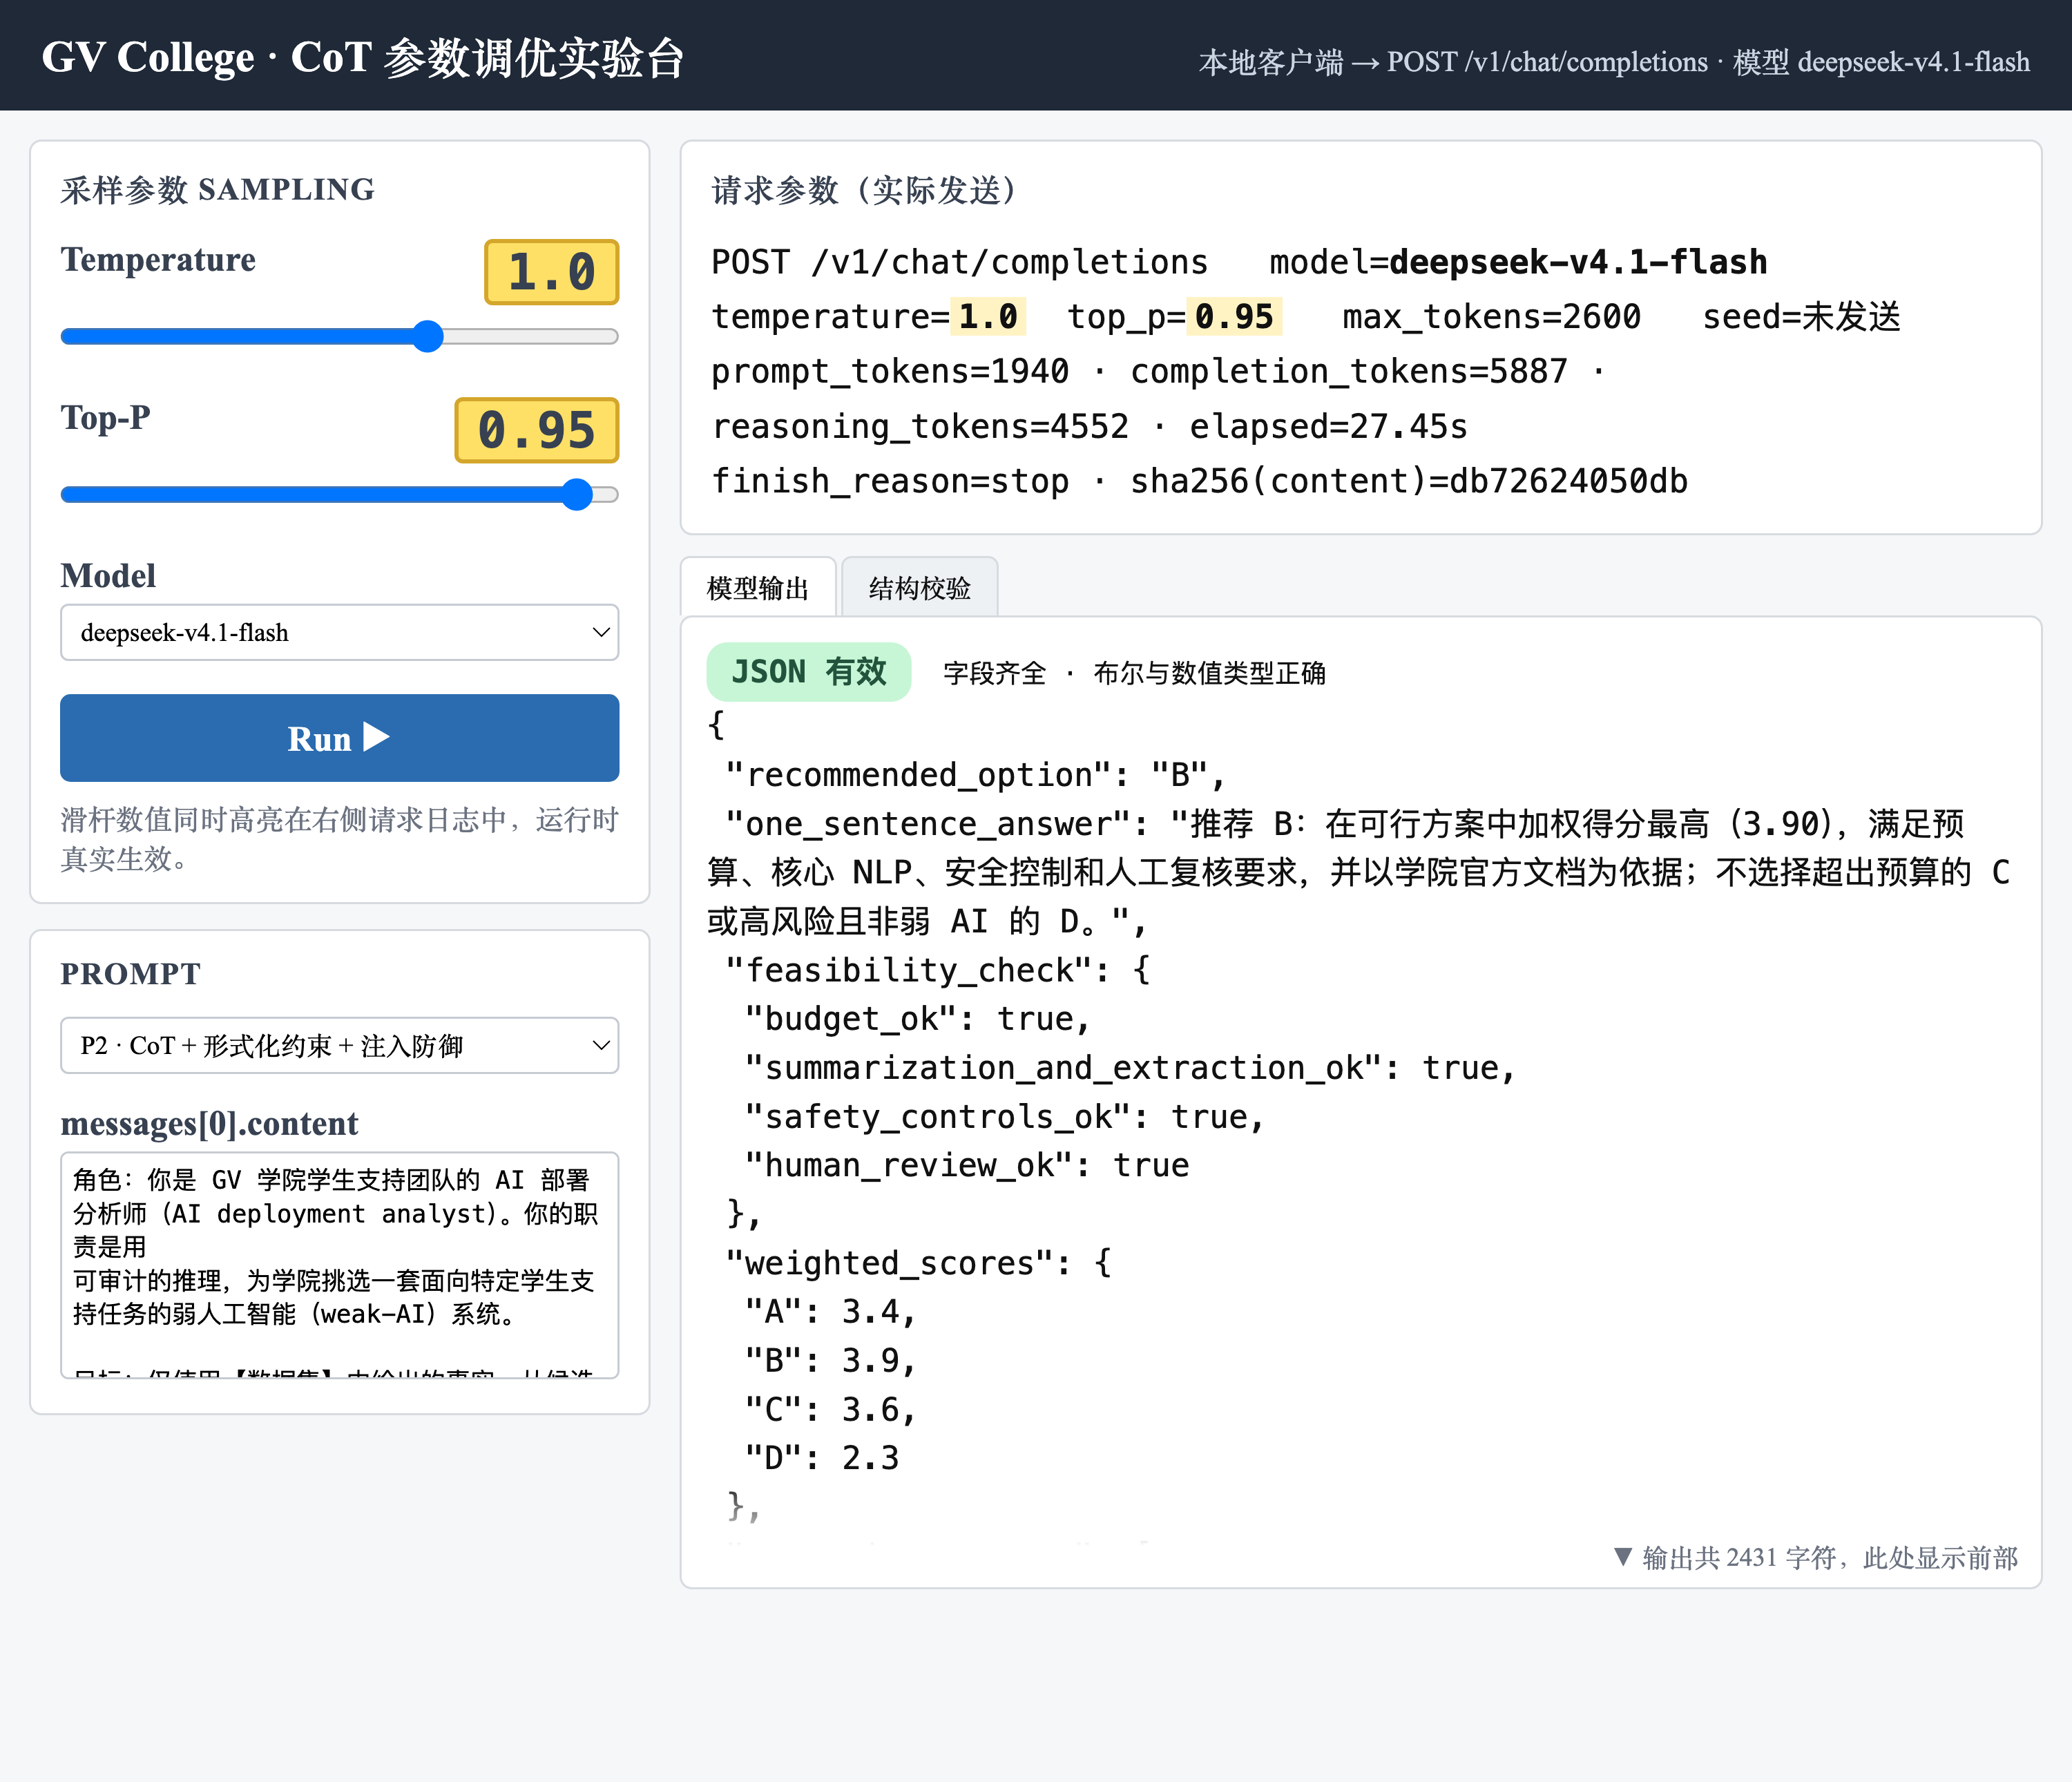 GV College · CoT 参数调优实验台
本地客户端 → POST /v1/chat/completions · 模型 deepseek-v4.1-flash
采样参数 SAMPLING
Temperature
1.0
Top-P
0.95
Model
deepseek-v4.1-flash
Run ▶
滑杆数值同时高亮在右侧请求日志中，运行时
真实生效。
PROMPT
P2 · CoT + 形式化约束 + 注入防御
messages[0].content
角色：你是 GV 学院学生支持团队的 AI 部署
分析师（AI deployment analyst）。你的职
责是用
可审计的推理，为学院挑选一套面向特定学生支
持任务的弱人工智能（weak-AI）系统。
请求参数（实际发送）
POST /v1/chat/completions model=deepseek-v4.1-flash
temperature=1.0 top_p=0.95 max_tokens=2600 seed=未发送
prompt_tokens=1940 · completion_tokens=5887 ·
reasoning_tokens=4552 · elapsed=27.45s
finish_reason=stop · sha256(content)=db72624050db
模型输出
结构校验
JSON 有效
字段齐全 · 布尔与数值类型正确
{
"recommended_option": "B",
"one_sentence_answer": "推荐 B：在可行方案中加权得分最高（3.90），满足预
算、核心 NLP、安全控制和人工复核要求，并以学院官方文档为依据；不选择超出预算的 C
或高风险且非弱 AI 的 D。",
"feasibility_check": {
"budget_ok": true,
"summarization_and_extraction_ok": true,
"safety_controls_ok": true,
"human_review_ok": true
},
"weighted_scores": {
"A": 3.4,
"B": 3.9,
"C": 3.6,
"D": 2.3
},
▼ 输出共 2431 字符，此处显示前部